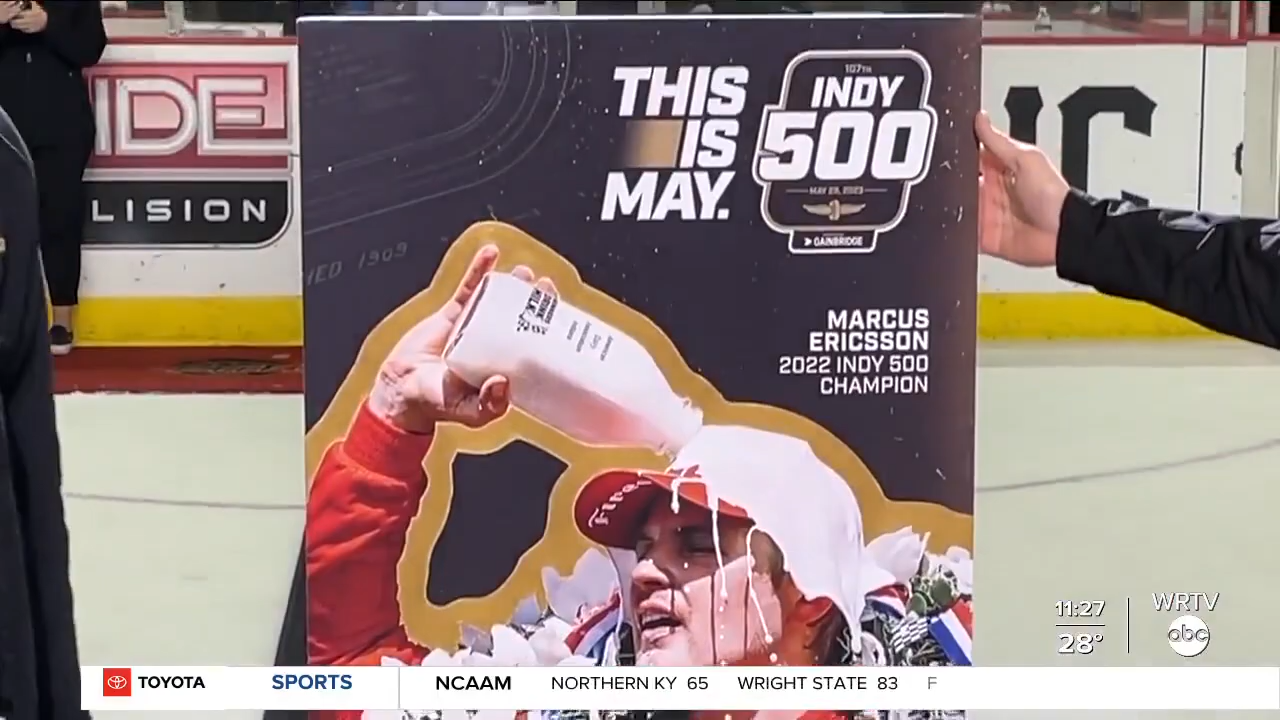 IDE
LISION
THIS
IS
MAY.
107TH
INDY
500
MAY 28, 2023
GAINBRIDGE
1909
MARCUS
ERICSSON
2022 INDY 500
CHAMPION
11:27
28°
WRTV
abc
TOYOTA
SPORTS
NCAAM
NORTHERN KY 65
WRIGHT STATE 83
F